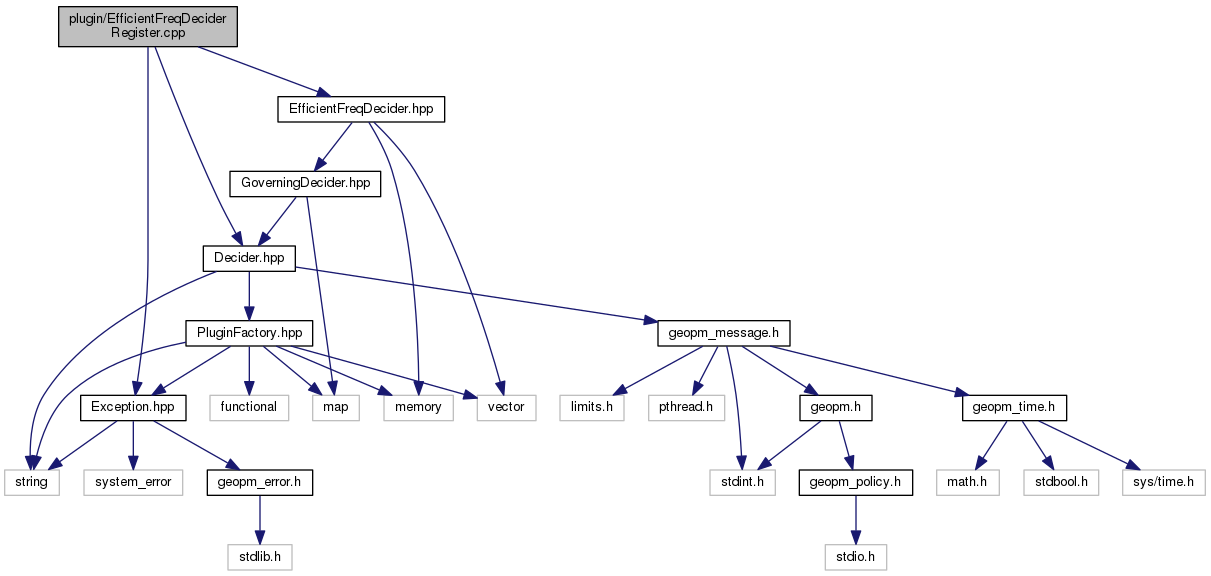 plugin/EfficientFreqDecider
Register.cpp
EfficientFreqDecider.hpp
GoverningDecider.hpp
Decider.hpp
PluginFactory.hpp
geopm_message.h
Exception.hpp
functional
map
memory
vector
limits.h
pthread.h
geopm.h
geopm_time.h
string
system_error
geopm_error.h
stdint.h
geopm_policy.h
math.h
stdbool.h
sys/time.h
stdlib.h
stdio.h